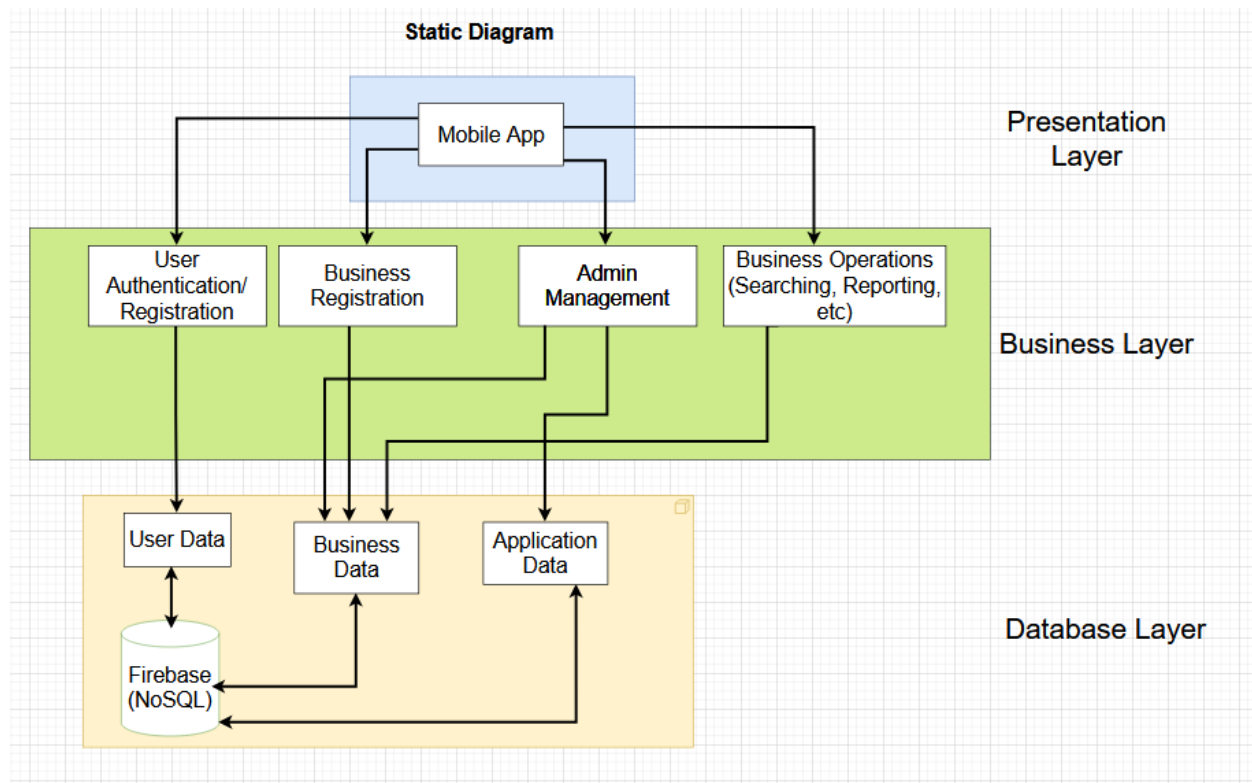 Static Diagram
Mobile App
Presentation
Layer
User
Authentication/
Registration
Business
Registration
Admin
Management
Business Operations
(Searching, Reporting,
etc)
Business Layer
User Data
Business
Data
Application
Data
Firebase
(NoSQL)
Database Layer